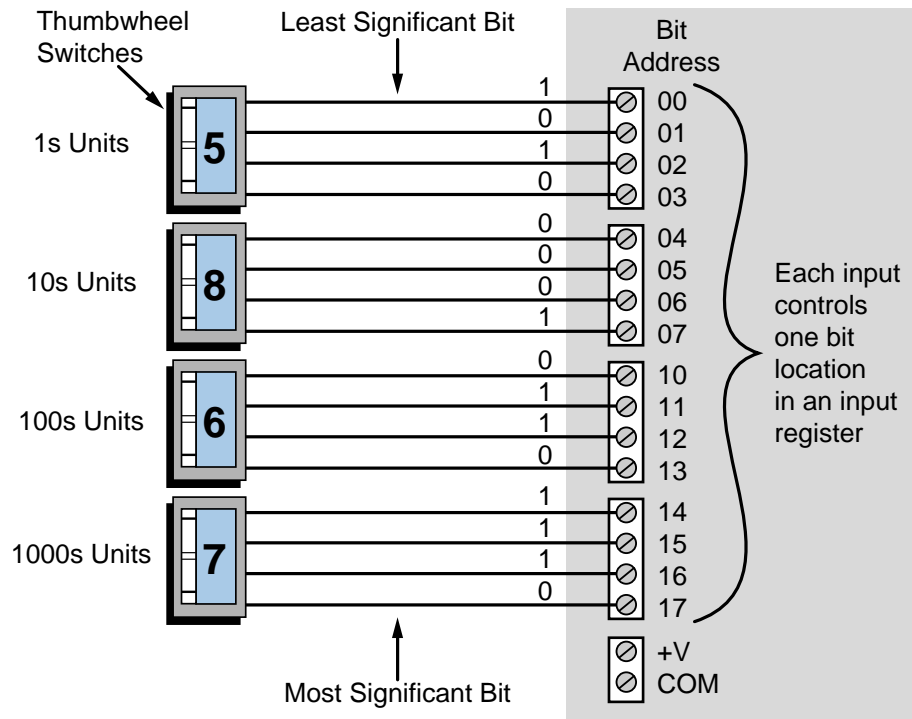 Thumbwheel
Switches
Least Significant Bit
Bit
Address
1s Units
5
1
0
1
0
00
01
02
03
10s Units
8
0
0
0
1
04
05
06
07
100s Units
6
0
1
1
0
10
11
12
13
1000s Units
7
1
1
1
0
14
15
16
17
Each input
controls
one bit
location
in an input
register
+V
COM
Most Significant Bit